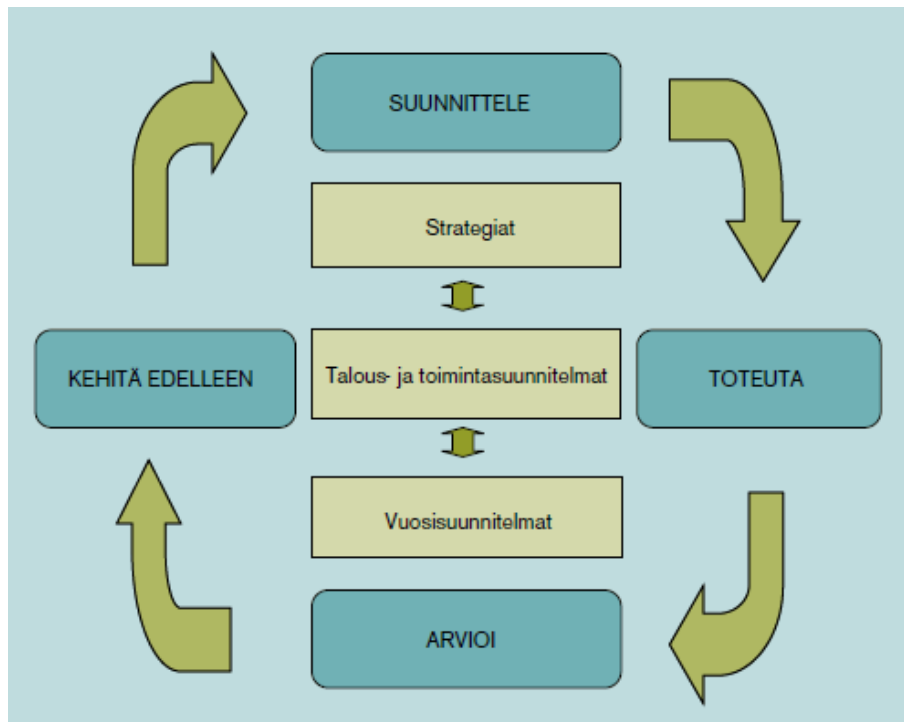 SUUNNITTELE
Strategiat
KEHITÄ EDELLEEN
Talous- ja toimintasuunnitelmat
TOTEUTA
Vuosisuunnitelmat
ARVIOI